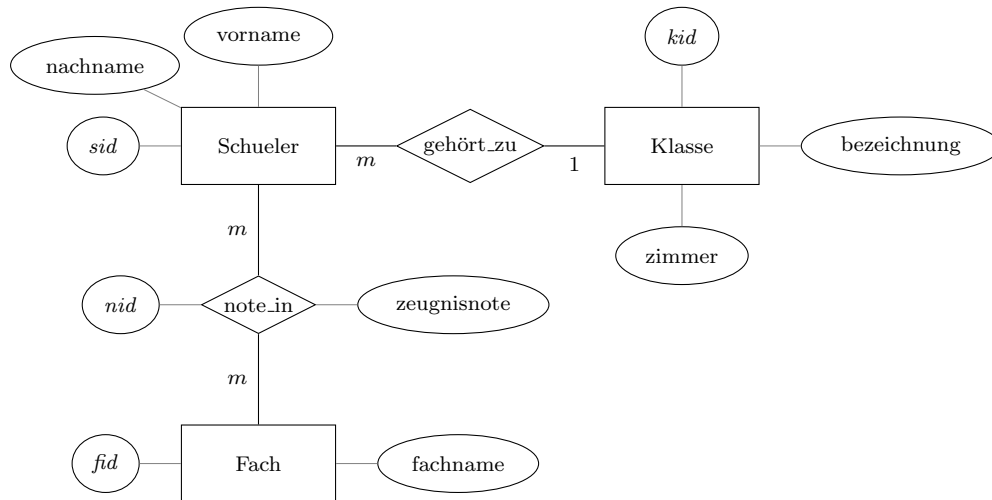 vorname
kid
nachname
sid
Schueler
m
gehört_zu
1
Klasse
bezeichnung
m
zimmer
nid
note_in
zeugnisnote
m
fid
Fach
fachname